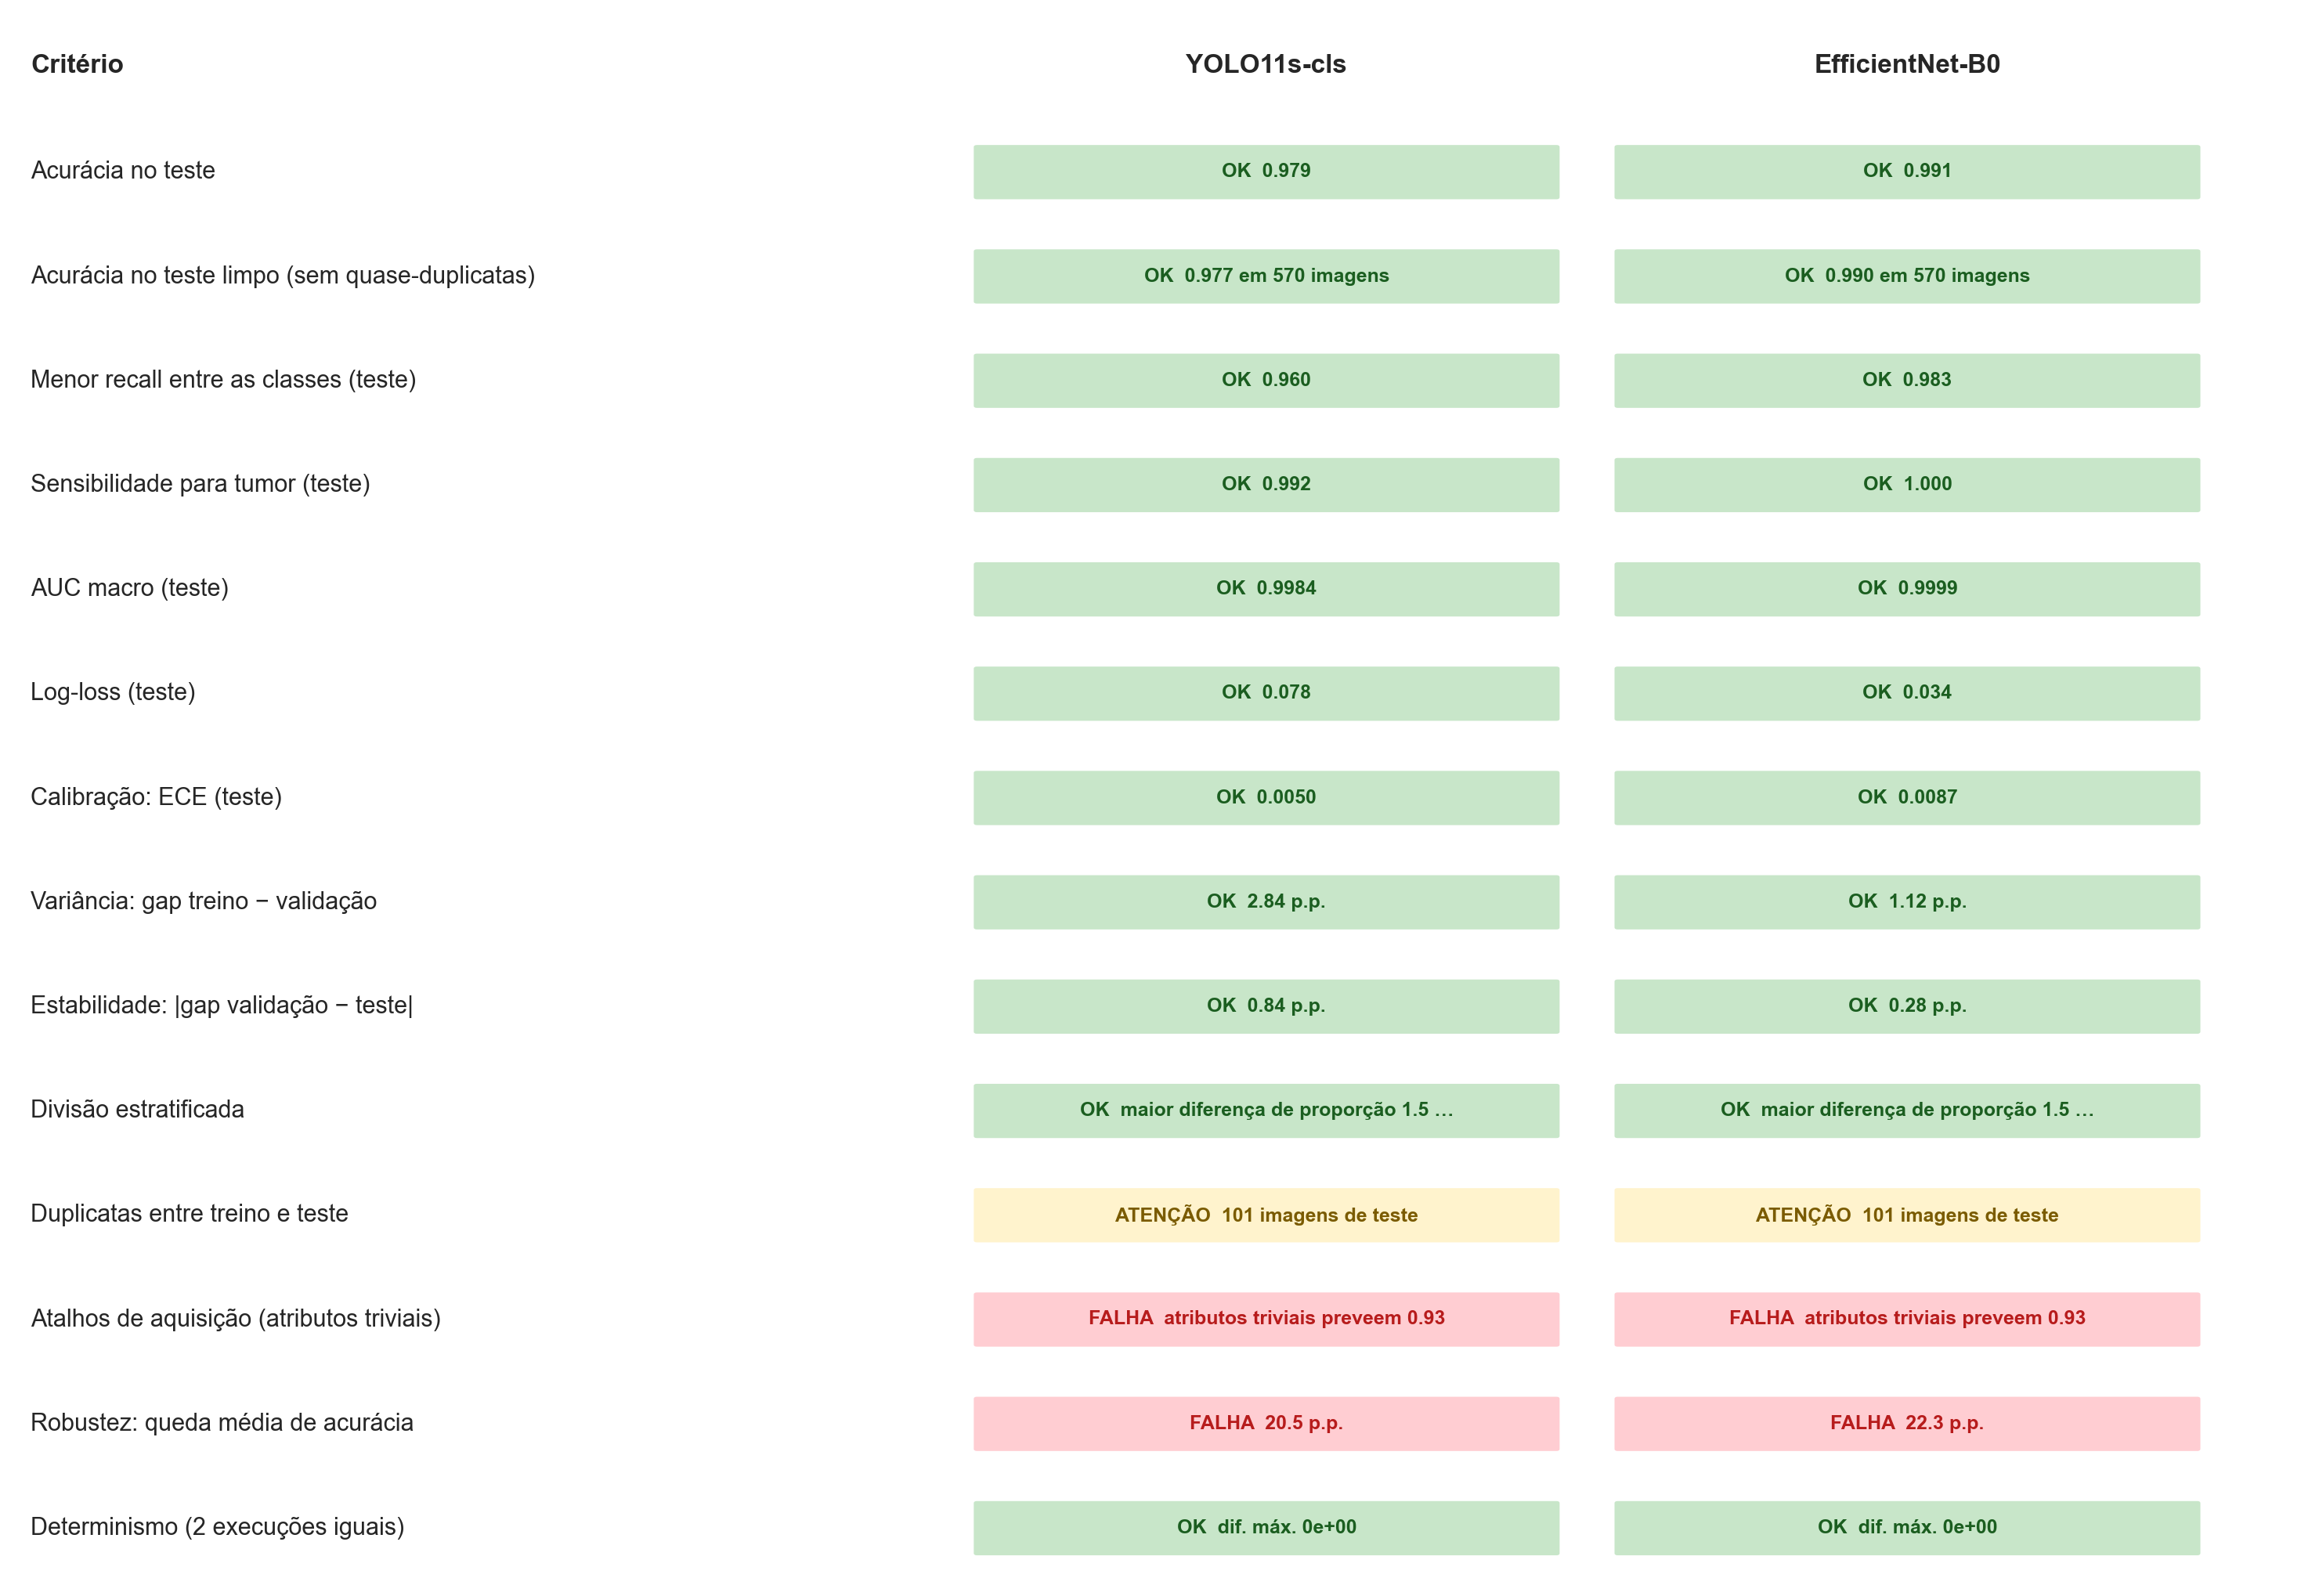 Critério YOLO11s-cls EfficientNet-B0
Acurácia no teste OK 0.979 OK 0.991
Acurácia no teste limpo (sem quase-duplicatas) OK 0.977 em 570 imagens OK 0.990 em 570 imagens
Menor recall entre as classes (teste) OK 0.960 OK 0.983
Sensibilidade para tumor (teste) OK 0.992 OK 1.000
AUC macro (teste) OK 0.9984 OK 0.9999
Log-loss (teste) OK 0.078 OK 0.034
Calibração: ECE (teste) OK 0.0050 OK 0.0087
Variância: gap treino − validação OK 2.84 p.p. OK 1.12 p.p.
Estabilidade: |gap validação − teste| OK 0.84 p.p. OK 0.28 p.p.
Divisão estratificada OK maior diferença de proporção 1.5 … OK maior diferença de proporção 1.5 …
Duplicatas entre treino e teste ATENÇÃO 101 imagens de teste ATENÇÃO 101 imagens de teste
Atalhos de aquisição (atributos triviais) FALHA atributos triviais preveem 0.93 FALHA atributos triviais preveem 0.93
Robustez: queda média de acurácia FALHA 20.5 p.p. FALHA 22.3 p.p.
Determinismo (2 execuções iguais) OK dif. máx. 0e+00 OK dif. máx. 0e+00